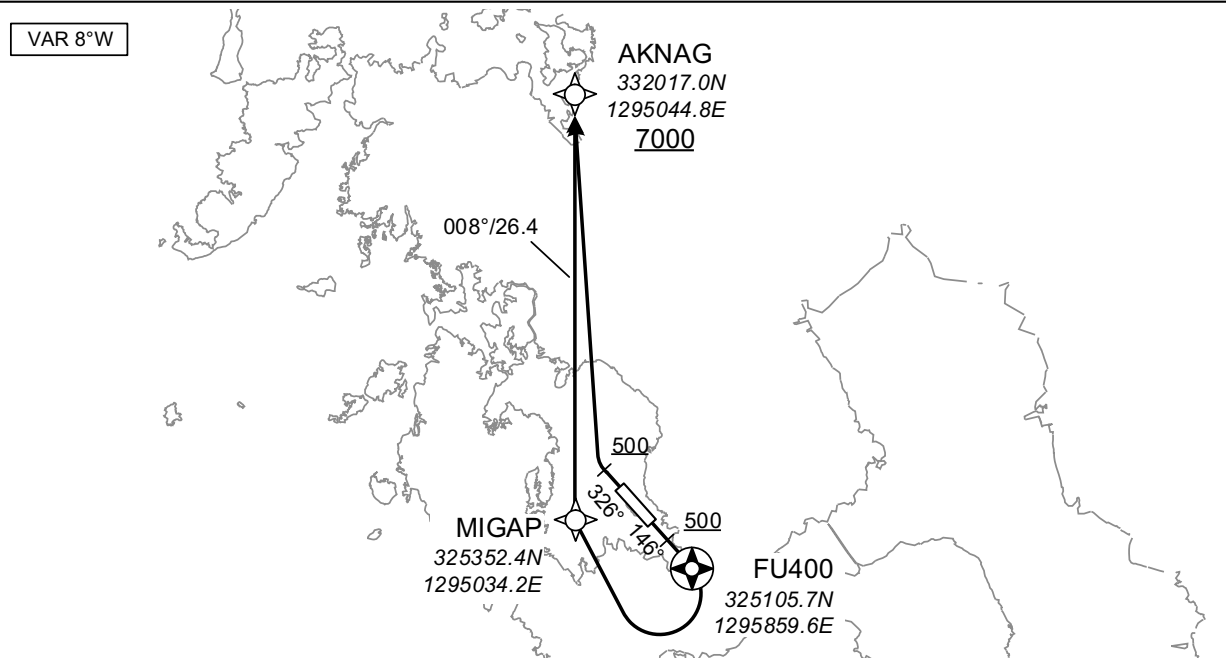 VAR 8°W
AKNAG
332017.0N
1295044.8E
7000
008°/26.4
500
326°
146°
500
MIGAP
325352.4N
1295034.2E
FU400
325105.7N
1295859.6E